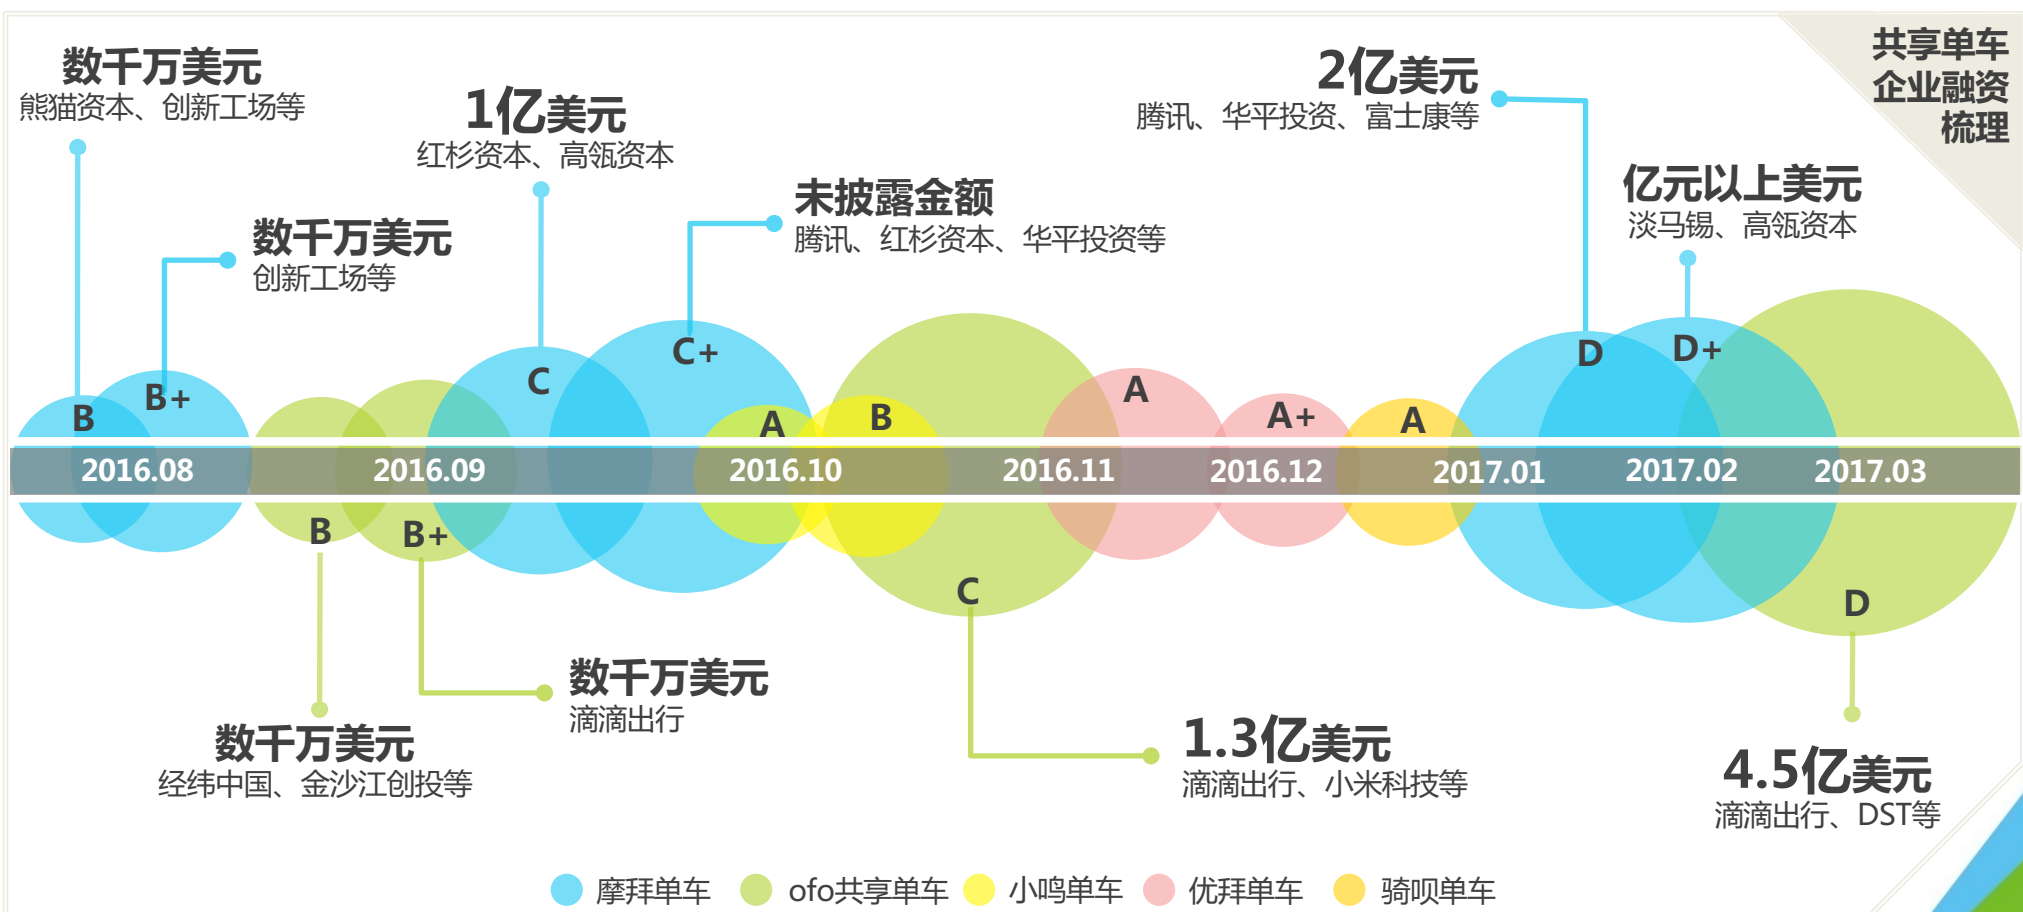 共享单车
企业融资
梳理
数千万美元
熊猫资本、创新工场等
数千万美元
创新工场等
1亿美元
红杉资本、高瓴资本
未披露金额
腾讯、红杉资本、华平投资等
2亿美元
腾讯、华平投资、富士康等
亿元以上美元
淡马锡、高瓴资本
B
B+
C
C+
A
B
A
A+
A
D
D+
2016.08
2016.09
2016.10
2016.11
2016.12
2017.01
2017.02
2017.03
B
B+
C
D
数千万美元
经纬中国、金沙江创投等
数千万美元
滴滴出行
1.3亿美元
滴滴出行、小米科技等
4.5亿美元
滴滴出行、DST等
摩拜单车 ofo共享单车 小鸣单车 优拜单车 骑呗单车